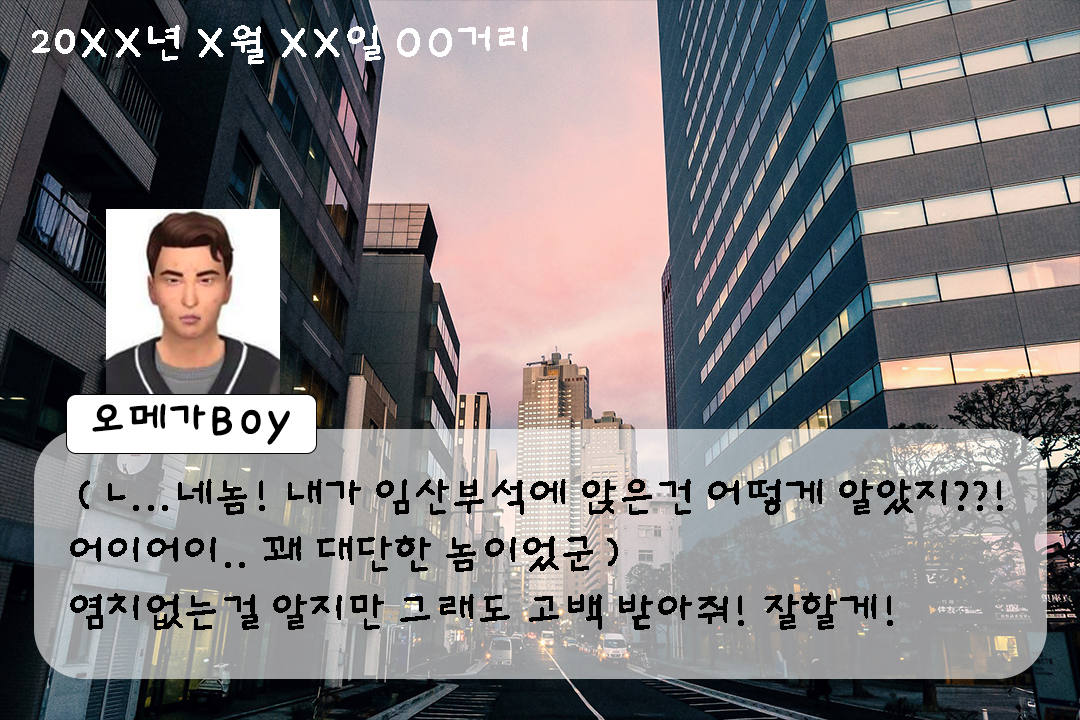 20XX년 X월 XX일 OO거리
오메가Boy
(ㄴ... 네놈! 내가 임산부석에 앉은건 어떻게 알았지??!
어이어이.. 꽤 대단한 놈이었군)
염치없는걸 알지만 그래도 고백 받아줘! 잘할게!